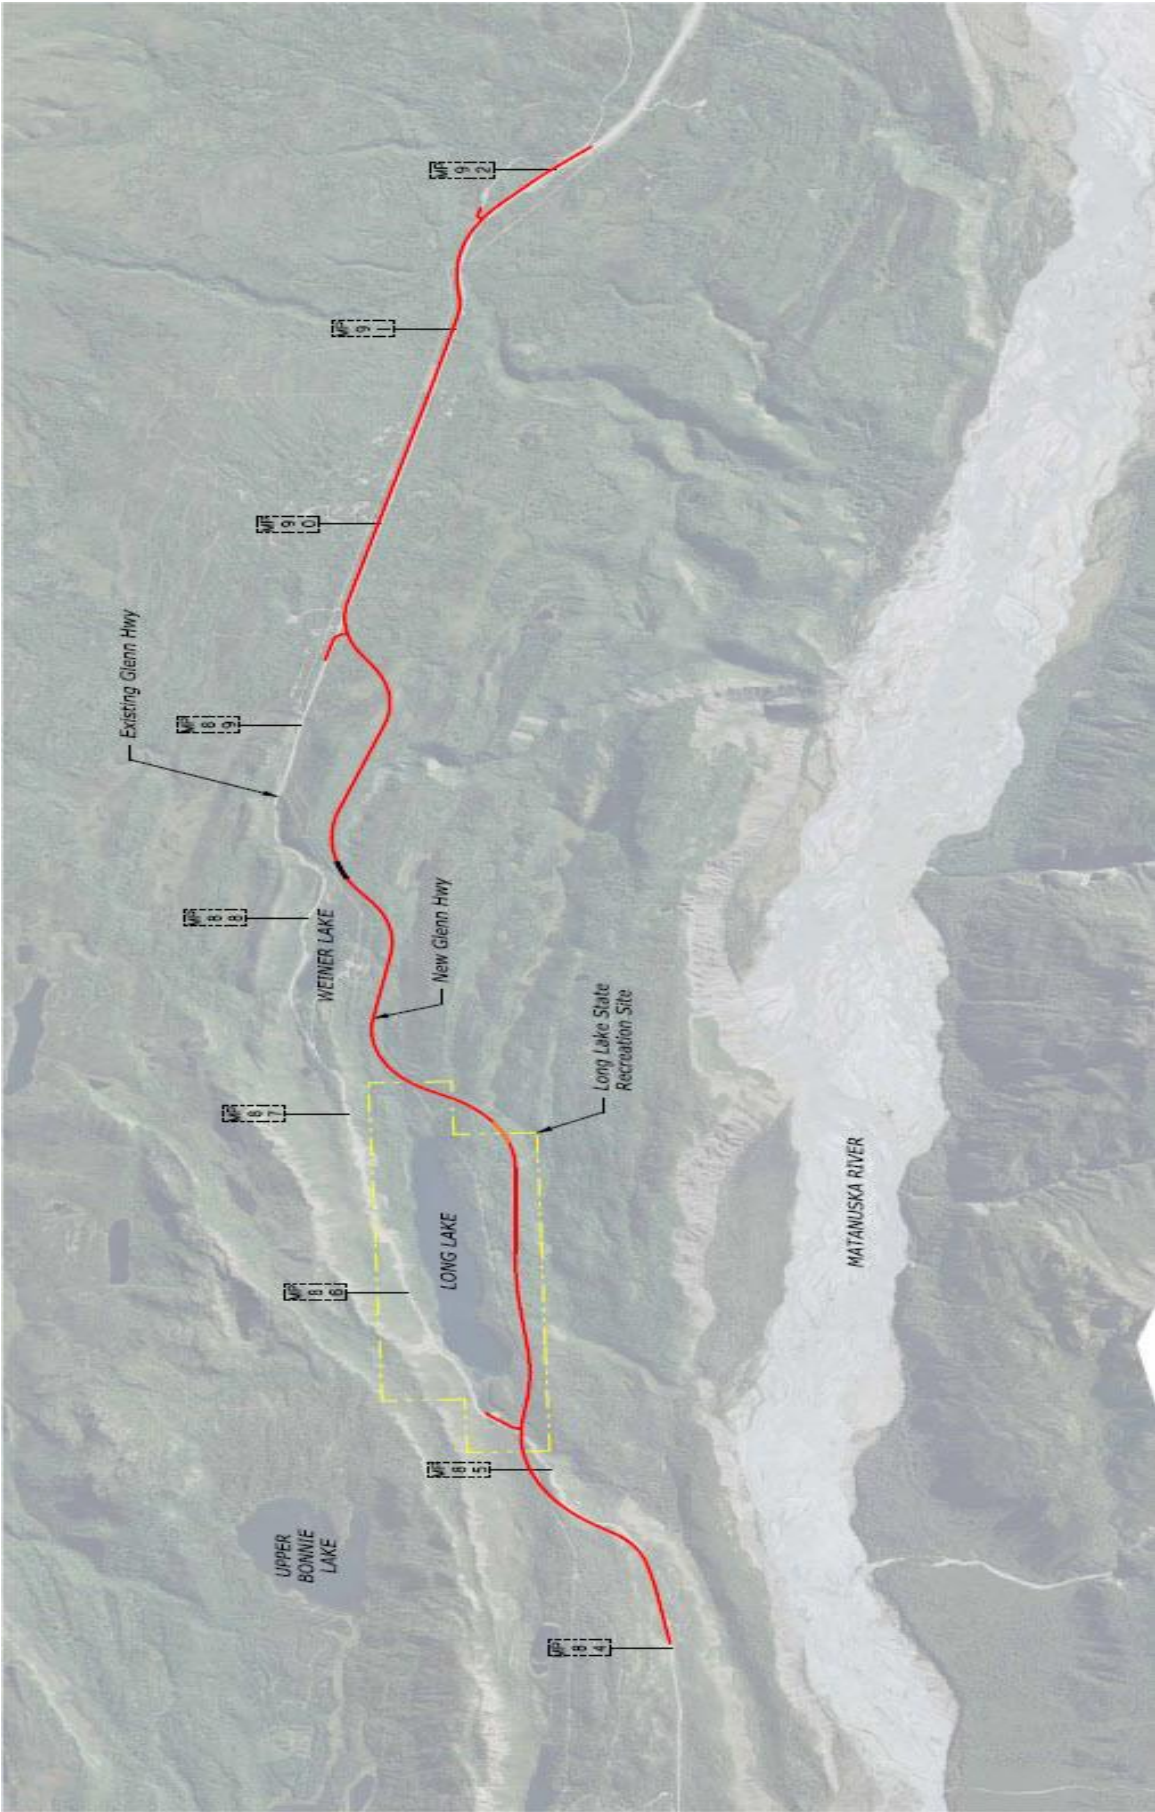 MP 84
MP 85
MP 86
MP 87
MP 88
MP 89
MP 90
MP 91
MP 92
UPPER
BONNIE
LAKE
LONG LAKE
WEINER LAKE
Existing Glenn Hwy
New Glenn Hwy
Long Lake State
Recreation Site
MATANUSKA RIVER